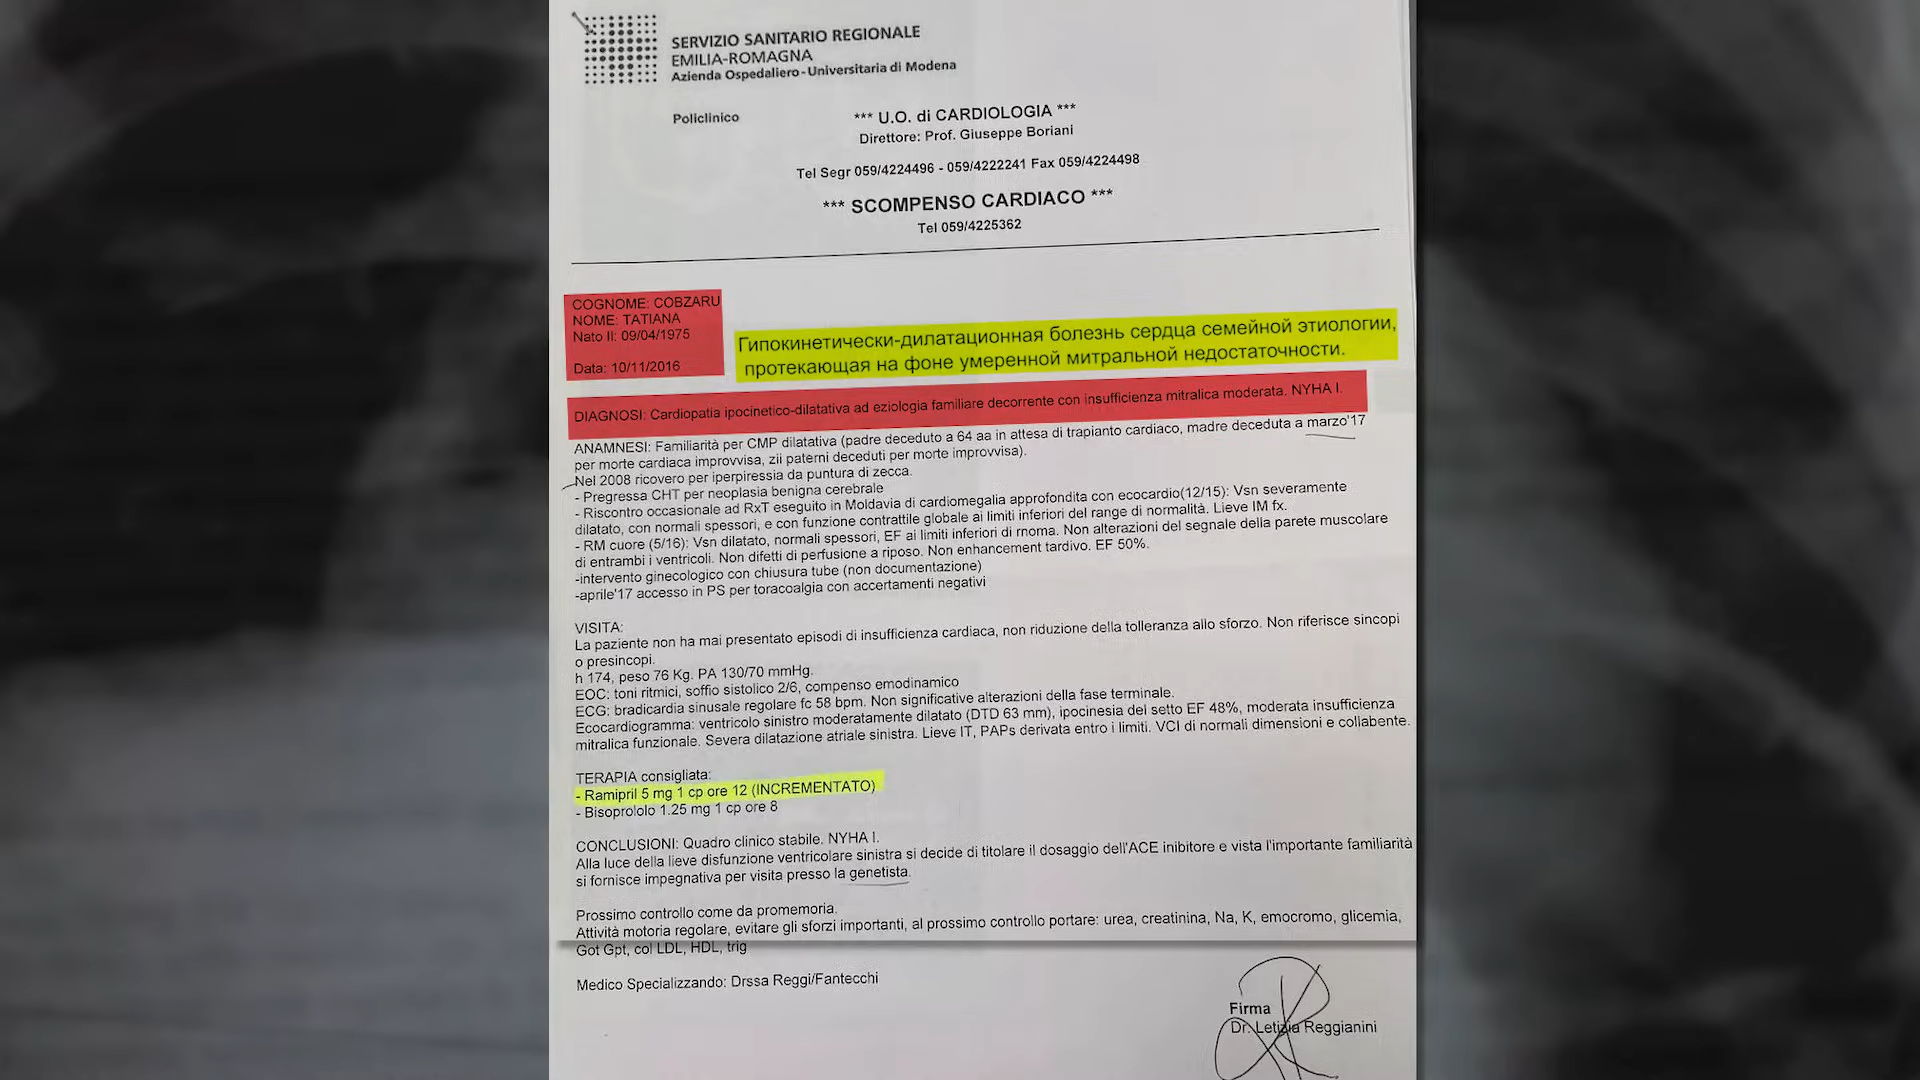 SERVIZIO SANITARIO REGIONALE
EMILIA-ROMAGNA
Azienda Ospedaliero - Universitaria di Modena
Policlinico
*** U.O. di CARDIOLOGIA ***
Direttore: Prof. Giuseppe Boriani
Tel Segr 059/4224496 - 059/4222241 Fax 059/4224498
*** SCOMPENSO CARDIACO ***
Tel 059/4225362
COGNOME: COBZARU
NOME: TATIANA
Nato Il: 09/04/1975
Data: 10/11/2016
Гипокинетически-дилатационная болезнь сердца семейной этиологии,
протекающая на фоне умеренной митральной недостаточности.
DIAGNOSI: Cardiopatia ipocinetico-dilatativa ad eziologia familiare decorrente con insufficienza mitralica moderata. NYHA I.
ANAMNESI: Familiarità per CMP dilatativa (padre deceduto a 64 aa in attesa di trapianto cardiaco, madre deceduta a marzo'17
per morte cardiaca improvvisa, zii paterni deceduti per morte improvvisa).
Nel 2008 ricovero per iperpiressia da puntura di zecca.
- Pregressa CHT per neoplasia benigna cerebrale
- Riscontro occasionale ad RxT eseguito in Moldavia di cardiomegalia approfondita con ecocardio(12/15): Vsn severamente
dilatato, con normali spessori, e con funzione contrattile globale ai limiti inferiori del range di normalità. Lieve IM fx.
- RM cuore (5/16): Vsn dilatato, normali spessori, EF ai limiti inferiori di rnoma. Non alterazioni del segnale della parete muscolare
di entrambi i ventricoli. Non difetti di perfusione a riposo. Non enhancement tardivo. EF 50%.
-intervento ginecologico con chiusura tube (non documentazione)
-aprile'17 accesso in PS per toracoalgia con accertamenti negativi
VISITA:
La paziente non ha mai presentato episodi di insufficienza cardiaca, non riduzione della tolleranza allo sforzo. Non riferisce sincopi
o presincopi.
h 174, peso 76 Kg. PA 130/70 mmHg.
EOC: toni ritmici, soffio sistolico 2/6, compenso emodinamico
ECG: bradicardia sinusale regolare fc 58 bpm. Non significative alterazioni della fase terminale.
Ecocardiogramma: ventricolo sinistro moderatamente dilatato (DTD 63 mm), ipocinesia del setto EF 48%, moderata insufficienza
mitralica funzionale. Severa dilatazione atriale sinistra. Lieve IT, PAPs derivata entro i limiti. VCI di normali dimensioni e collabente.
TERAPIA consigliata:
- Ramipril 5 mg 1 cp ore 12 (INCREMENTATO)
- Bisoprololo 1.25 mg 1 cp ore 8
CONCLUSIONI: Quadro clinico stabile. NYHA I.
Alla luce della lieve disfunzione ventricolare sinistra si decide di titolare il dosaggio dell'ACE inibitore e vista l'importante familiarità
si fornisce impegnativa per visita presso la genetista.
Prossimo controllo come da promemoria.
Attività motoria regolare, evitare gli sforzi importanti, al prossimo controllo portare: urea, creatinina, Na, K, emocromo, glicemia,
Got Gpt, col LDL, HDL, trig
Medico Specializzando: Drssa Reggi/Fantecchi
Firma
Dr. Letizia Reggianini